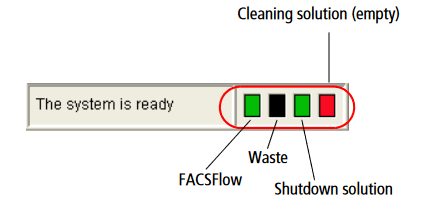 Cleaning solution (empty)
The system is ready
Waste
FACSFlow
Shutdown solution